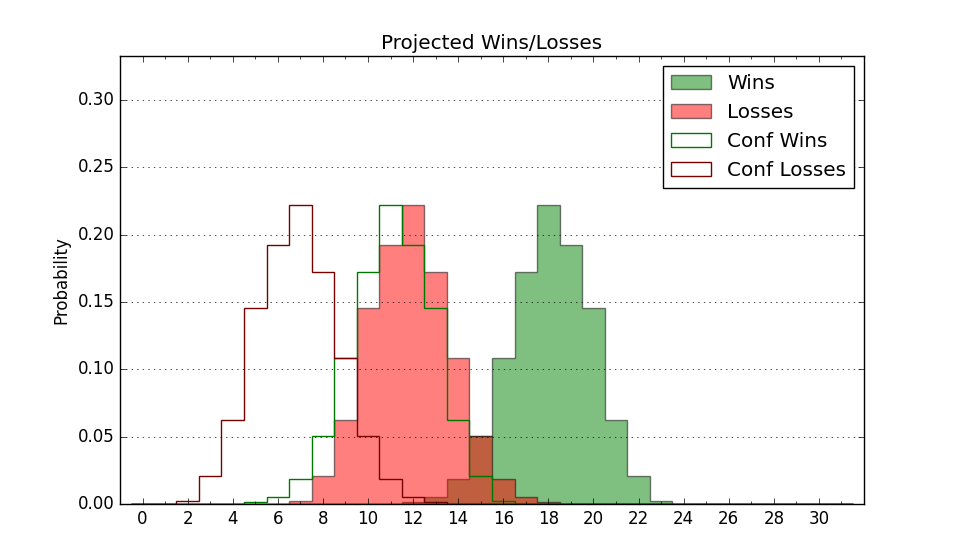 Projected Wins/Losses
Wins
Losses
Conf Wins
Conf Losses
Probability
0.30
0.25
0.20
0.15
0.10
0.05
0.00
0 2 4 6 8 10 12 14 16 18 20 22 24 26 28 30